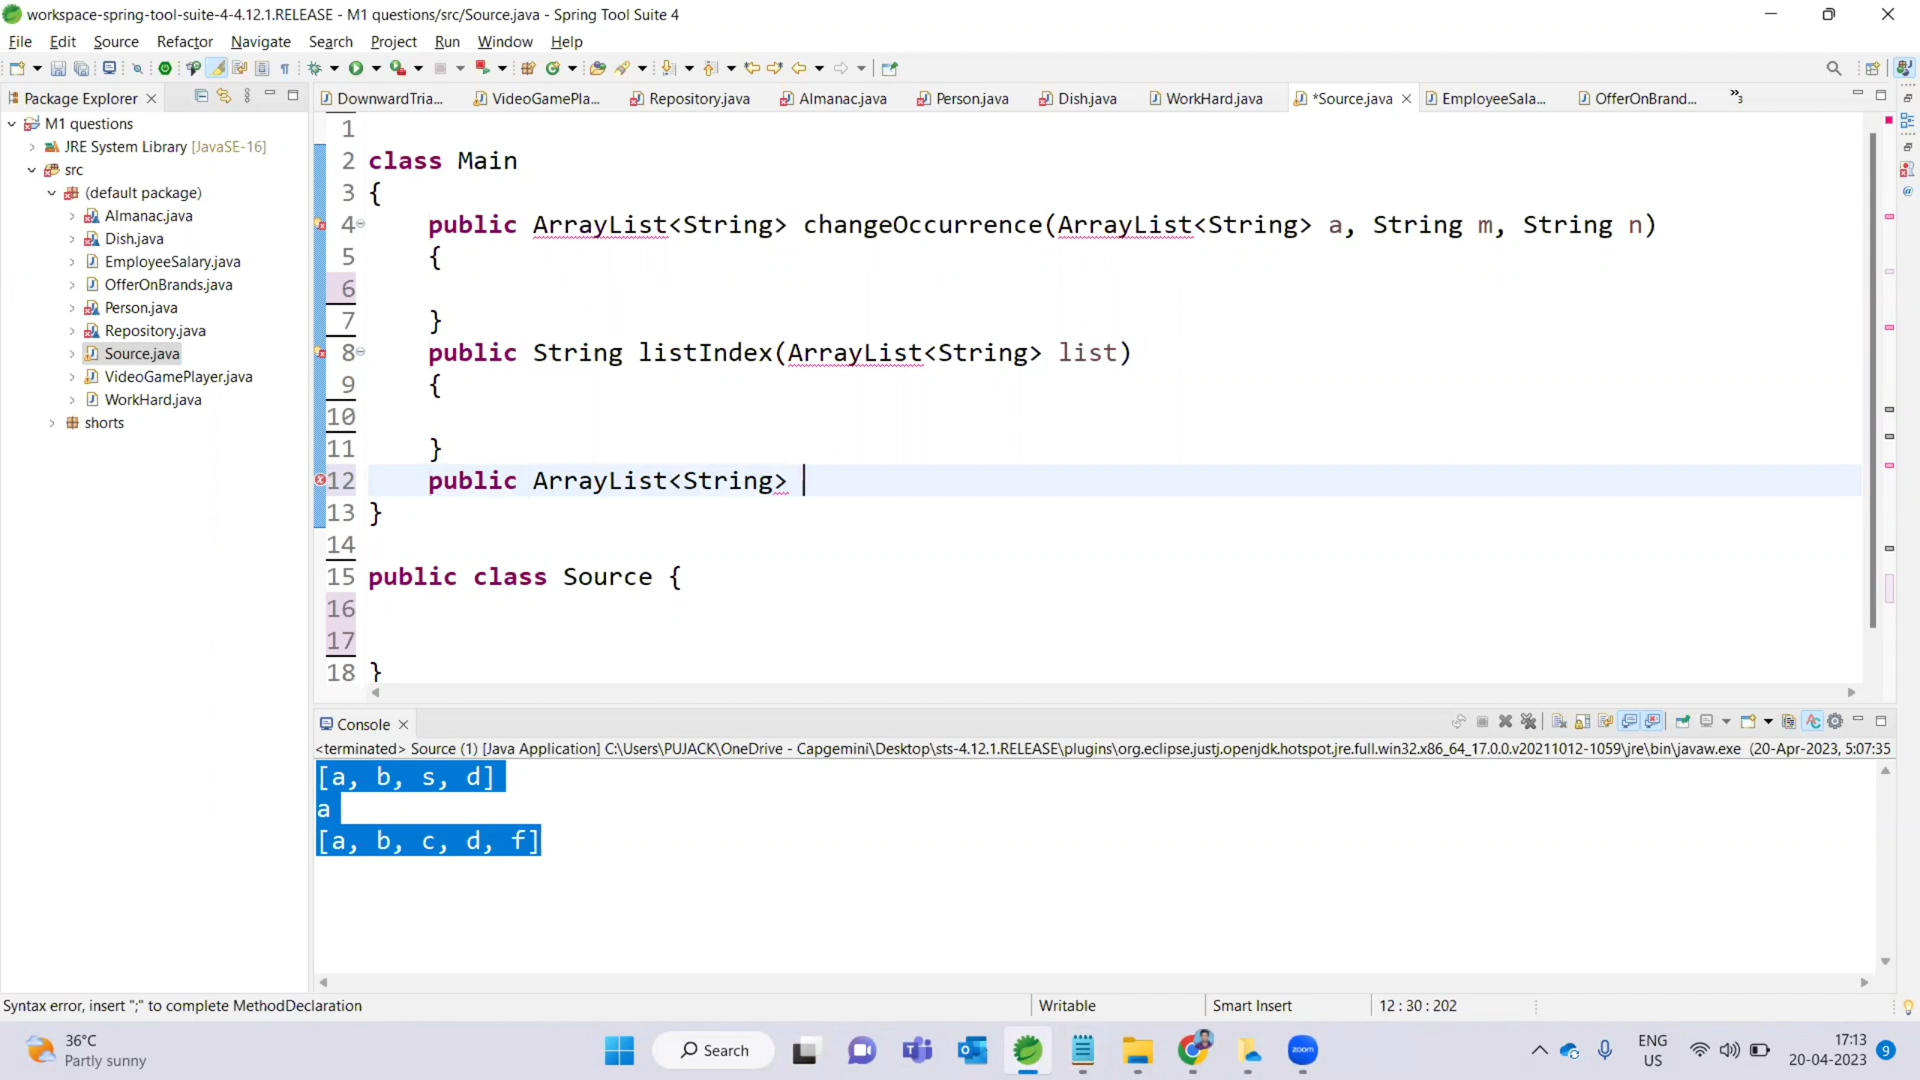 workspace-spring-tool-suite-4-4.12.1.RELEASE - M1 questions/src/Source.java - Spring Tool Suite 4
File Edit Source Refactor Navigate Search Project Run Window Help
Package Explorer
DownwardTria... VideoGamePla... Repository.java Almanac.java Person.java Dish.java WorkHard.java *Source.java EmployeeSala... OfferOnBrand... »3
M1 questions
JRE System Library [JavaSE-16]
src
(default package)
Almanac.java
Dish.java
EmployeeSalary.java
OfferOnBrands.java
Person.java
Repository.java
Source.java
VideoGamePlayer.java
WorkHard.java
shorts
1
2 class Main
3 {
4 public ArrayList<String> changeOccurrence(ArrayList<String> a, String m, String n)
5 {
6
7 }
8 public String listIndex(ArrayList<String> list)
9 {
10
11 }
12 public ArrayList<String>
13 }
14
15 public class Source {
16
17
18 }
Console
<terminated> Source (1) [Java Application] C:\Users\PUJACK\OneDrive - Capgemini\Desktop\sts-4.12.1.RELEASE\plugins\org.eclipse.justj.openjdk.hotspot.jre.full.win32.x86_64_17.0.0.v20211012-1059\jre\bin\javaw.exe (20-Apr-2023, 5:07:35
[a, b, s, d]
a
[a, b, c, d, f]
Syntax error, insert ";" to complete MethodDeclaration
Writable
Smart Insert
12 : 30 : 202
36°C
Partly sunny
Search
zoom
ENG
US
17:13
20-04-2023
9